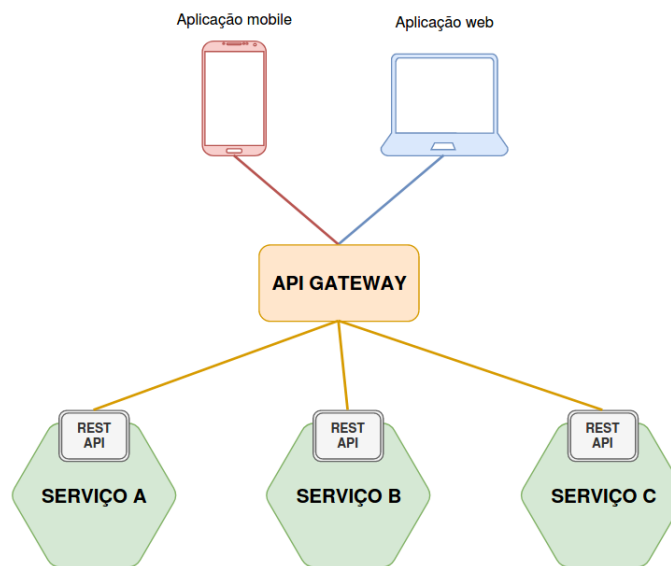 Aplicação mobile
Aplicação web
API GATEWAY
REST
API
REST
API
REST
API
SERVIÇO A
SERVIÇO B
SERVIÇO C